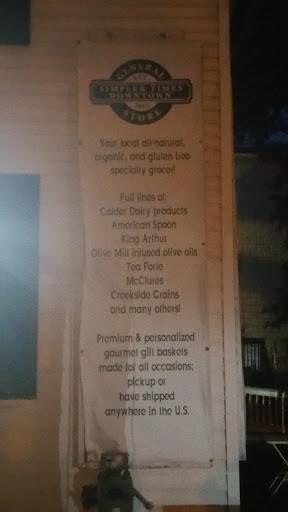 GENERAL
EST.
SIMPLER TIMES
DOWNTOWN
STORE
Your local all-natural,
organic, and gluten free
specialty grocer!
Full lines of:
Calder Dairy products
American Spoon
King Arthur
Olive Mill infused olive oils
Tea Forte
McClures
Creekside Grains
and many others!
Premium & personalized
gourmet gift baskets
made for all occasions;
pickup or
have shipped
anywhere in the U.S.